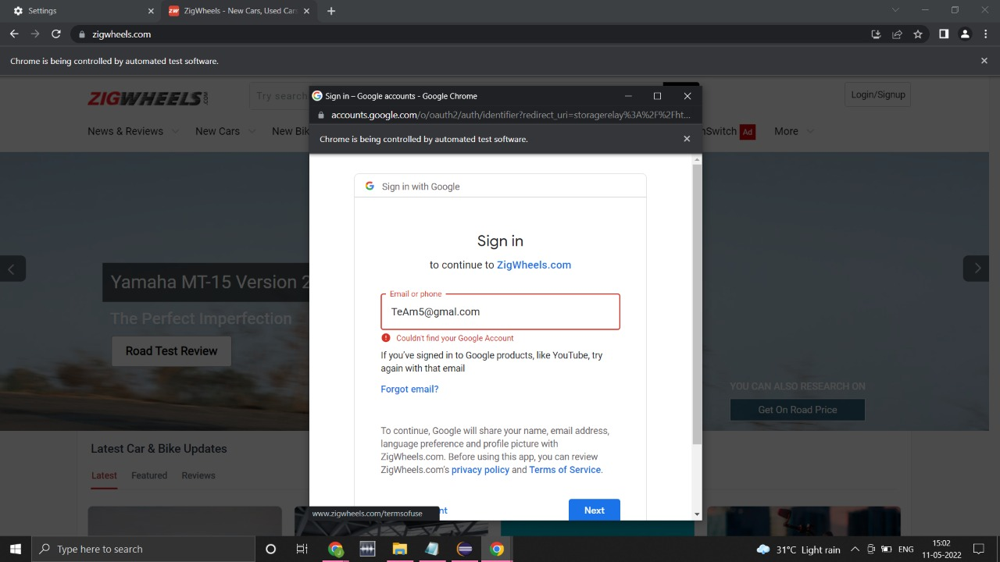 Settings
ZigWheels - New Cars, Used Cars
zigwheels.com
Chrome is being controlled by automated test software.
ZIGWHEELS.COM
Try search
Login/Signup
News & Reviews
New Cars
New Bik
nSwitch Ad
More
Sign in – Google accounts - Google Chrome
accounts.google.com/o/oauth2/auth/identifier?redirect_uri=storagerelay%3A%2F%2Fht...
Chrome is being controlled by automated test software.
Sign in with Google
Sign in
to continue to ZigWheels.com
Email or phone
TeAm5@gmal.com
Couldn't find your Google Account
If you've signed in to Google products, like YouTube, try
again with that email
Forgot email?
To continue, Google will share your name, email address,
language preference and profile picture with
ZigWheels.com. Before using this app, you can review
ZigWheels.com's privacy policy and Terms of Service.
nt
Next
www.zigwheels.com/termsofuse
Yamaha MT-15 Version 2
The Perfect Imperfection
Road Test Review
YOU CAN ALSO RESEARCH ON
Get On Road Price
Latest Car & Bike Updates
Latest
Featured
Reviews
Type here to search
31°C Light rain
ENG
15:02
11-05-2022